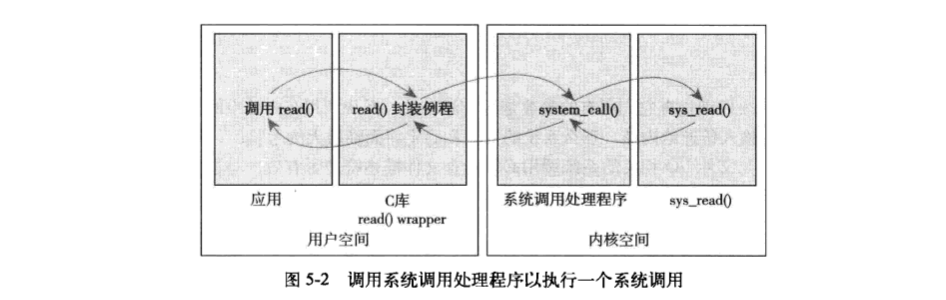 调用 read()
read() 封装例程
system_call()
sys_read()
应用
C库
read() wrapper
系统调用处理程序
sys_read()
用户空间
内核空间
图 5-2 调用系统调用处理程序以执行一个系统调用